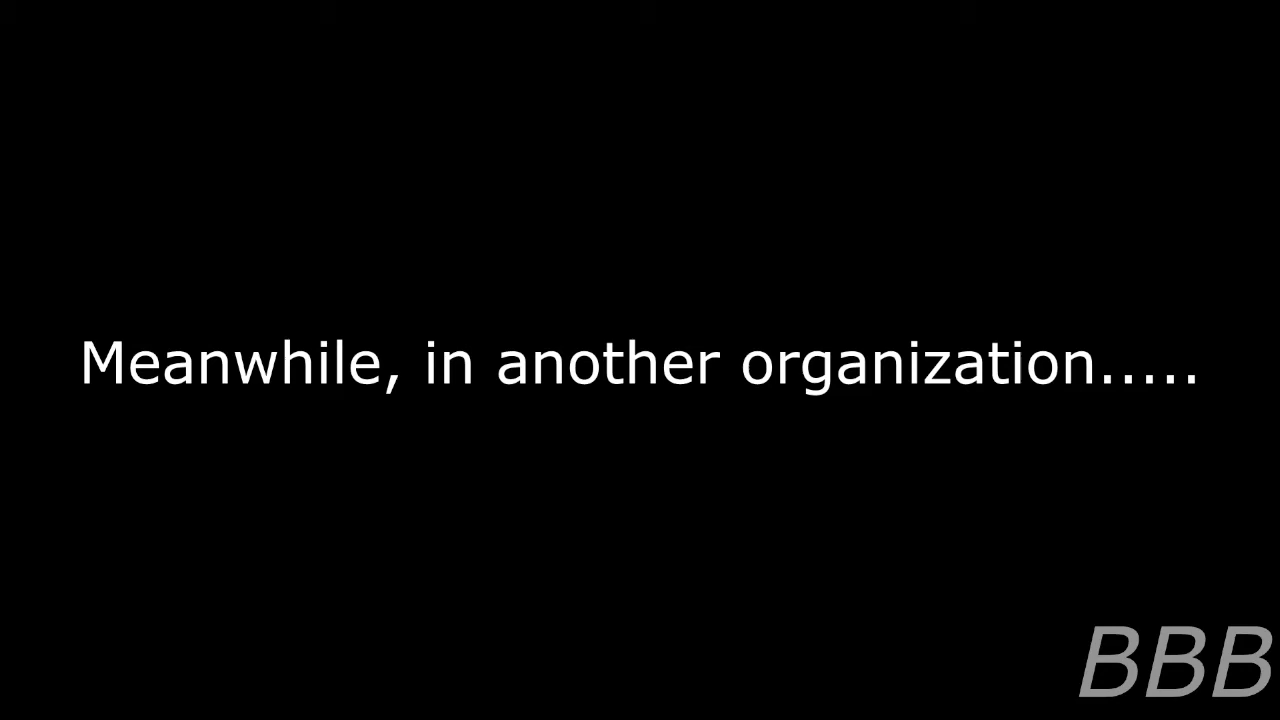 Meanwhile, in another organization.....
BBB